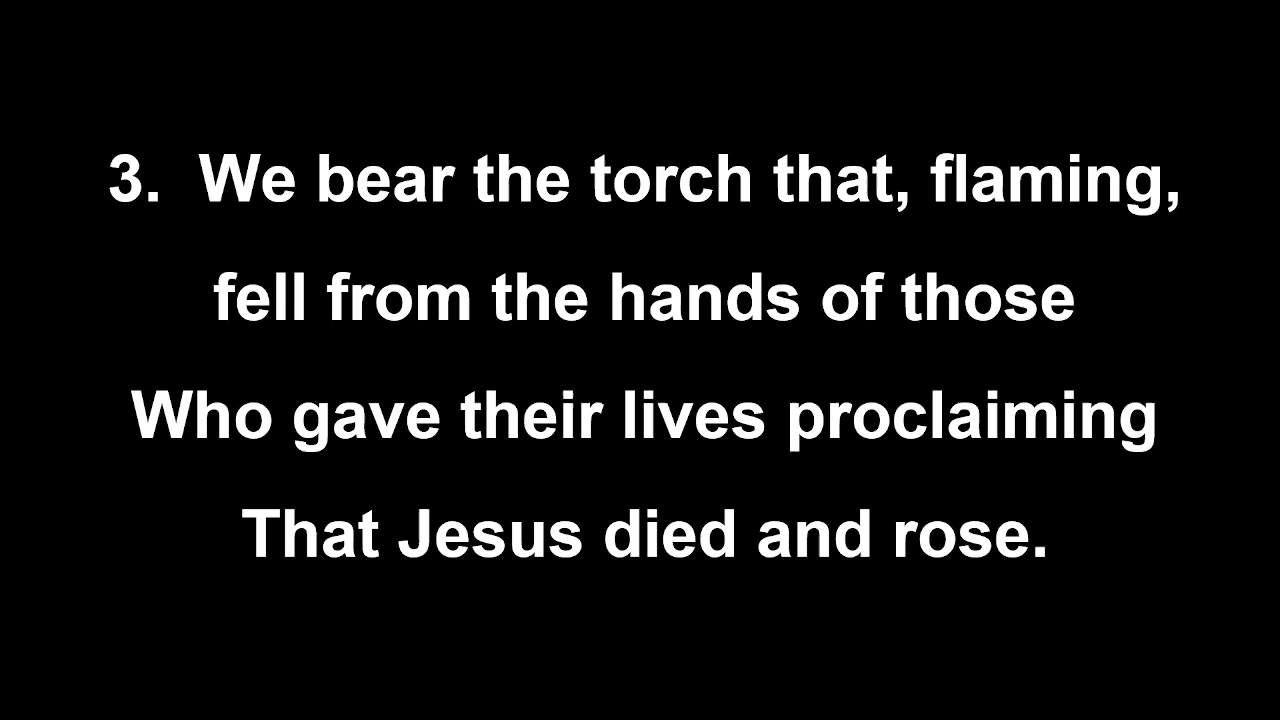 3. We bear the torch that, flaming,
fell from the hands of those
Who gave their lives proclaiming
That Jesus died and rose.